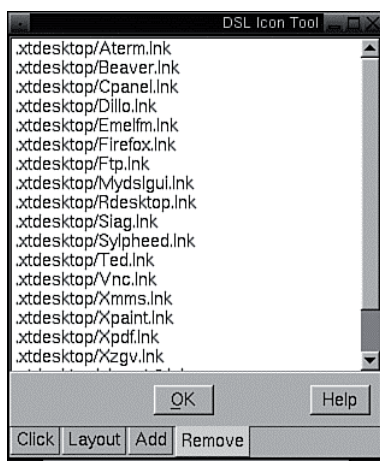 DSL Icon Tool
.xtdesktop/Aterm.lnk
.xtdesktop/Beaver.lnk
.xtdesktop/Cpanel.lnk
.xtdesktop/Dillo.lnk
.xtdesktop/Emelfm.lnk
.xtdesktop/Firefox.lnk
.xtdesktop/Ftp.lnk
.xtdesktop/Mydslgui.lnk
.xtdesktop/Rdesktop.lnk
.xtdesktop/Siag.lnk
.xtdesktop/Sylpheed.lnk
.xtdesktop/Ted.lnk
.xtdesktop/Vnc.lnk
.xtdesktop/Xmms.lnk
.xtdesktop/Xpaint.lnk
.xtdesktop/Xpdf.lnk
.xtdesktop/Xzgv.lnk
OK Help
Click Layout Add Remove